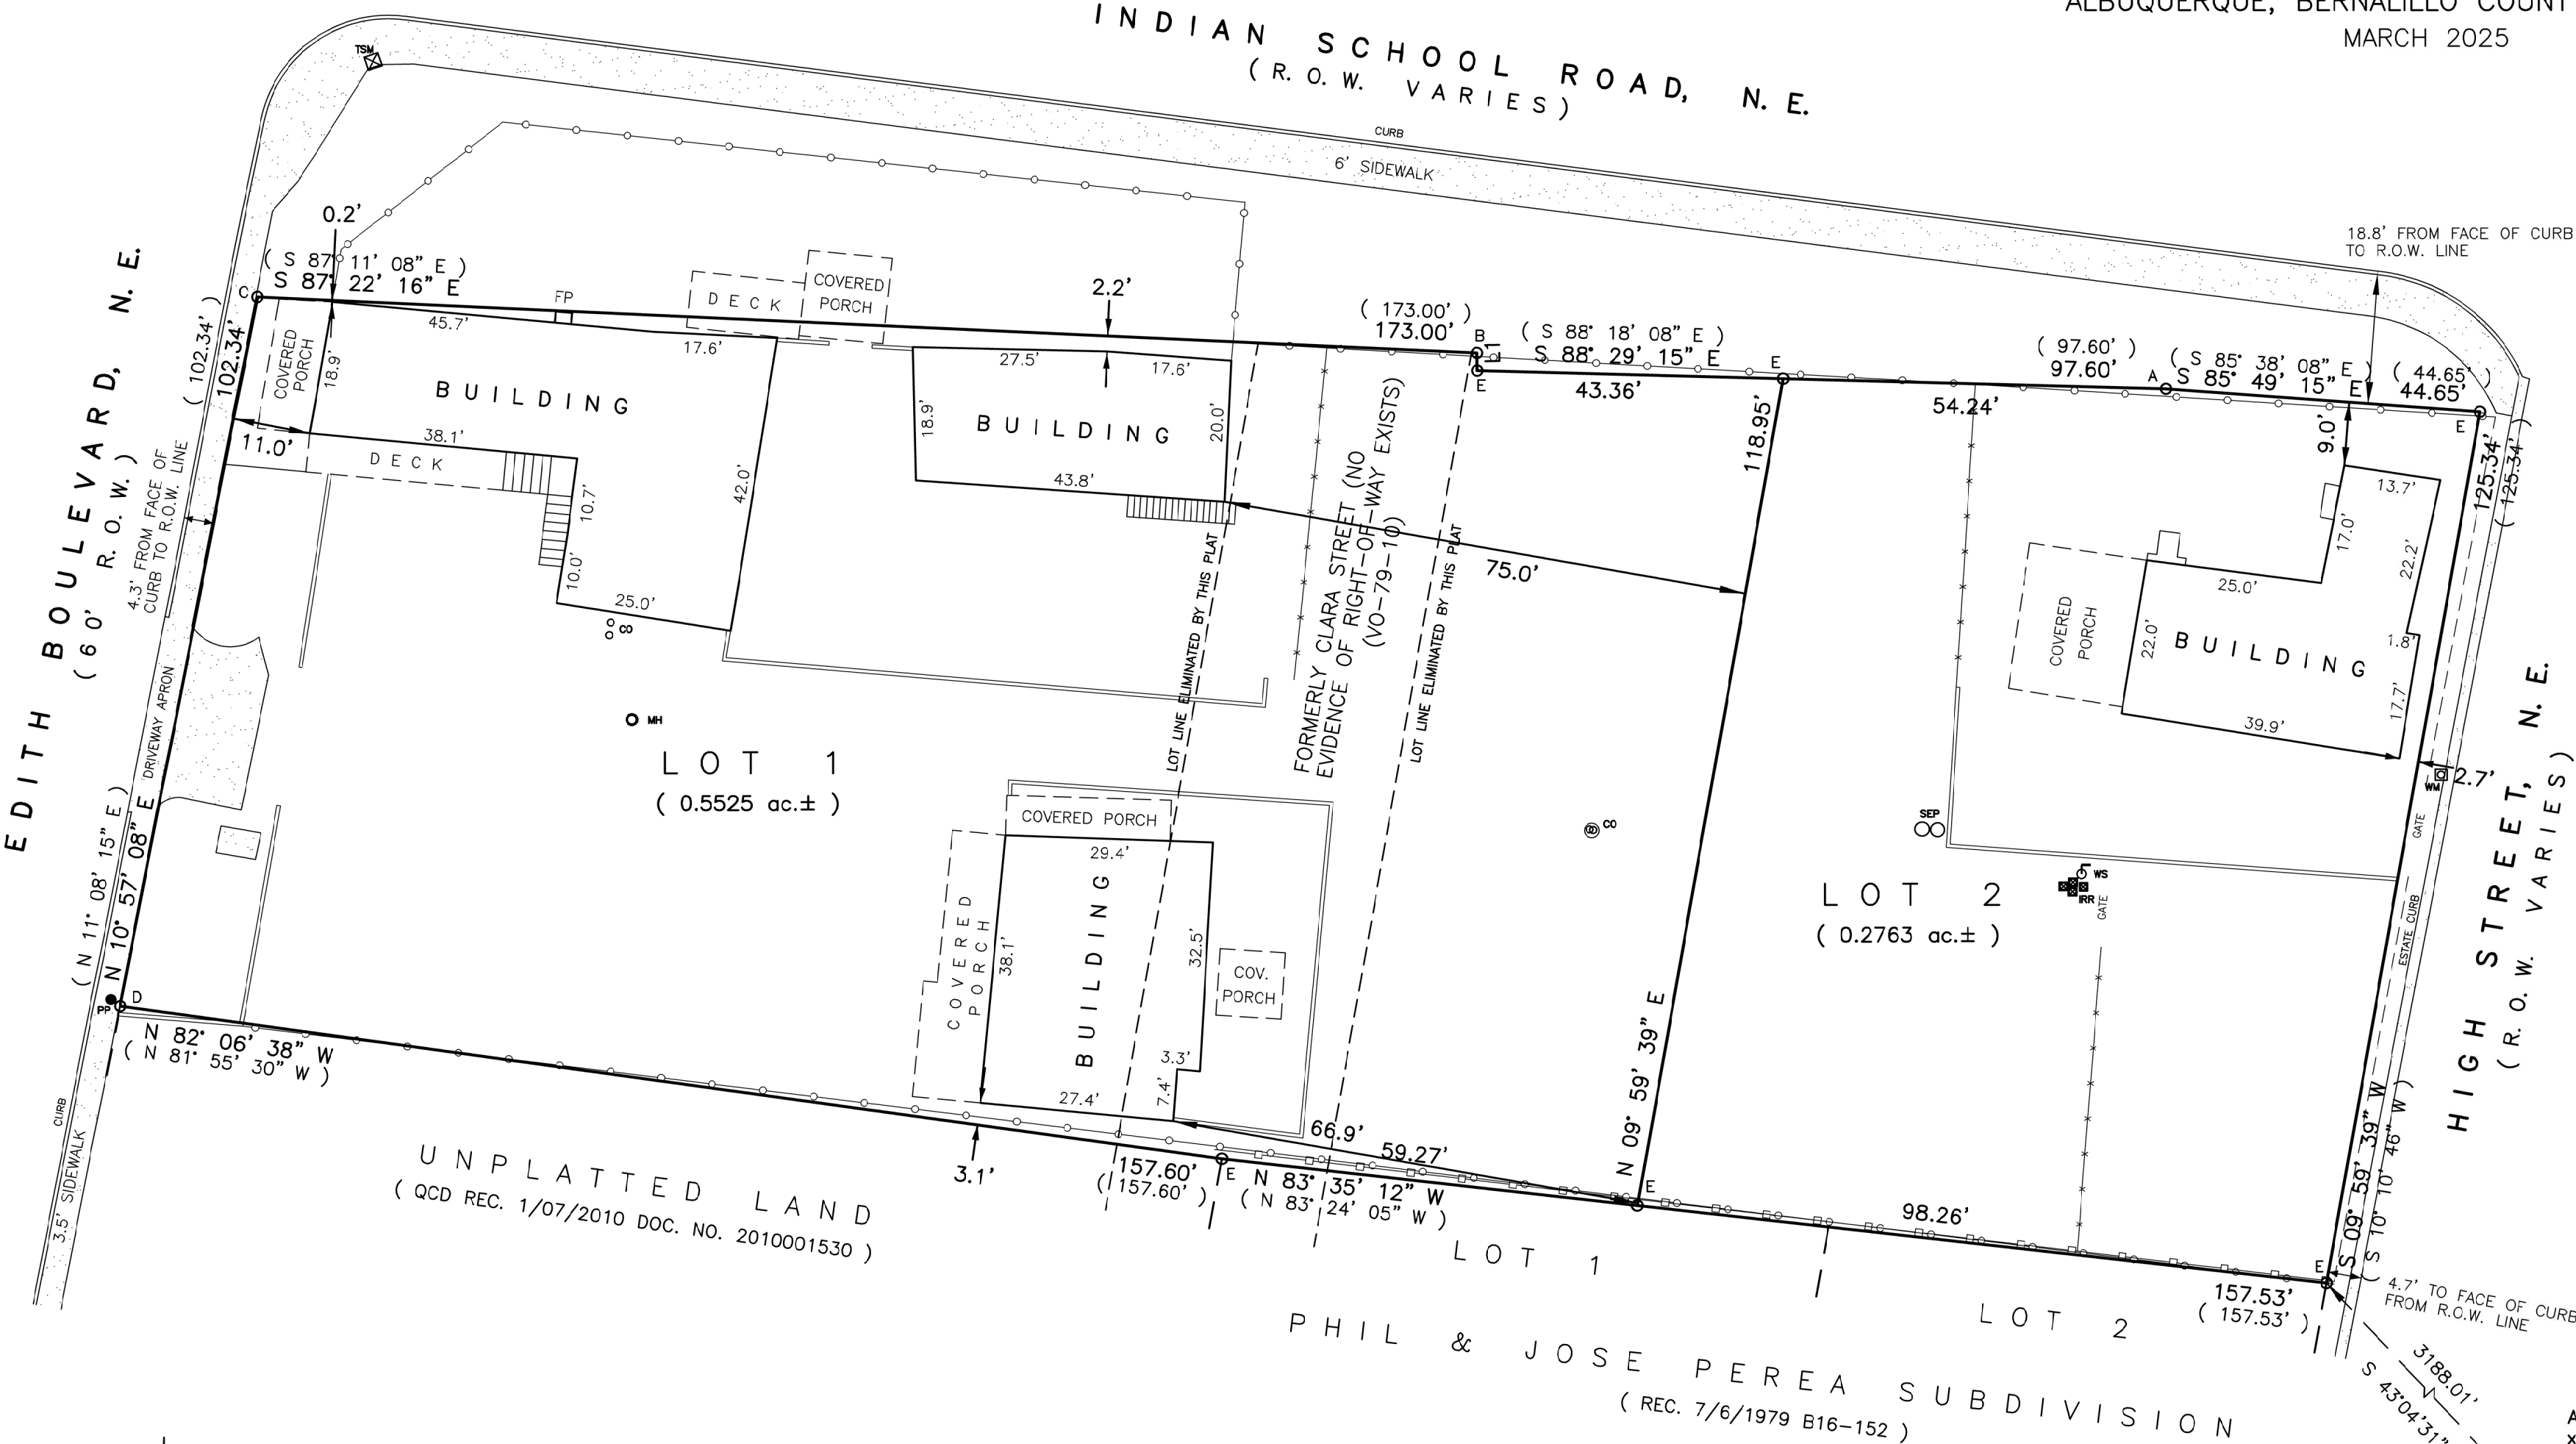 ALBUQUERQUE, BERNALILLO COUNT
MARCH 2025
INDIAN SCHOOL ROAD, N. E.
( R. O. W. VARIES )
TSM
CURB
6' SIDEWALK
18.8' FROM FACE OF CURB
TO R.O.W. LINE
0.2'
( S 87° 11' 08" E )
S 87° 22' 16" E
C
FP
DECK
COVERED
PORCH
2.2'
( 173.00' )
173.00'
B
L1
E
( S 88° 18' 08" E )
S 88° 29' 15" E
43.36'
E
54.24'
( 97.60' )
97.60'
A
( S 85° 38' 08" E )
S 85° 49' 15" E
( 44.65' )
44.65'
E
EDITH BOULEVARD, N. E.
( 60' R. O. W. )
( 102.34' )
102.34'
4.3' FROM FACE OF
CURB TO R.O.W. LINE
DRIVEWAY APRON
( N 11° 08' 15" E )
N 10° 57' 08" E
COVERED
PORCH
18.9'
45.7'
17.6'
BUILDING
11.0'
38.1'
DECK
10.7'
10.0'
25.0'
42.0'
CO
MH
27.5'
17.6'
18.9'
BUILDING
20.0'
43.8'
LOT LINE ELIMINATED BY THIS PLAT
FORMERLY CLARA STREET (NO
EVIDENCE OF RIGHT-OF-WAY EXISTS)
(VO-79-10)
LOT LINE ELIMINATED BY THIS PLAT
75.0'
118.95'
N 09° 59' 39" E
9.0'
13.7'
17.0'
22.2'
25.0'
COVERED
PORCH
22.0'
BUILDING
1.8'
17.7'
39.9'
125.34'
( 125.34' )
2.7'
WM
GATE
HIGH STREET, N. E.
( R. O. W. VARIES )
LOT 1
( 0.5525 ac.± )
COVERED PORCH
29.4'
COVERED
PORCH
38.1'
BUILDING
32.5'
COV.
PORCH
3.3'
7.4'
27.4'
CO
SEP
WS
IRR
GATE
LOT 2
( 0.2763 ac.± )
ESTATE CURB
S 09° 59' 39" W
( S 10° 10' 46" W )
PP
D
N 82° 06' 38" W
( N 81° 55' 30" W )
CURB
3.5' SIDEWALK
3.1'
157.60'
( 157.60' )
E
66.9'
59.27'
N 83° 35' 12" W
( N 83° 24' 05" W )
E
98.26'
E
157.53'
( 157.53' )
4.7' TO FACE OF CURB
FROM R.O.W. LINE
UNPLATTED LAND
( QCD REC. 1/07/2010 DOC. NO. 2010001530 )
LOT 1
LOT 2
PHIL & JOSE PEREA SUBDIVISION
( REC. 7/6/1979 B16-152 )
3188.01'
S 43°04'31"